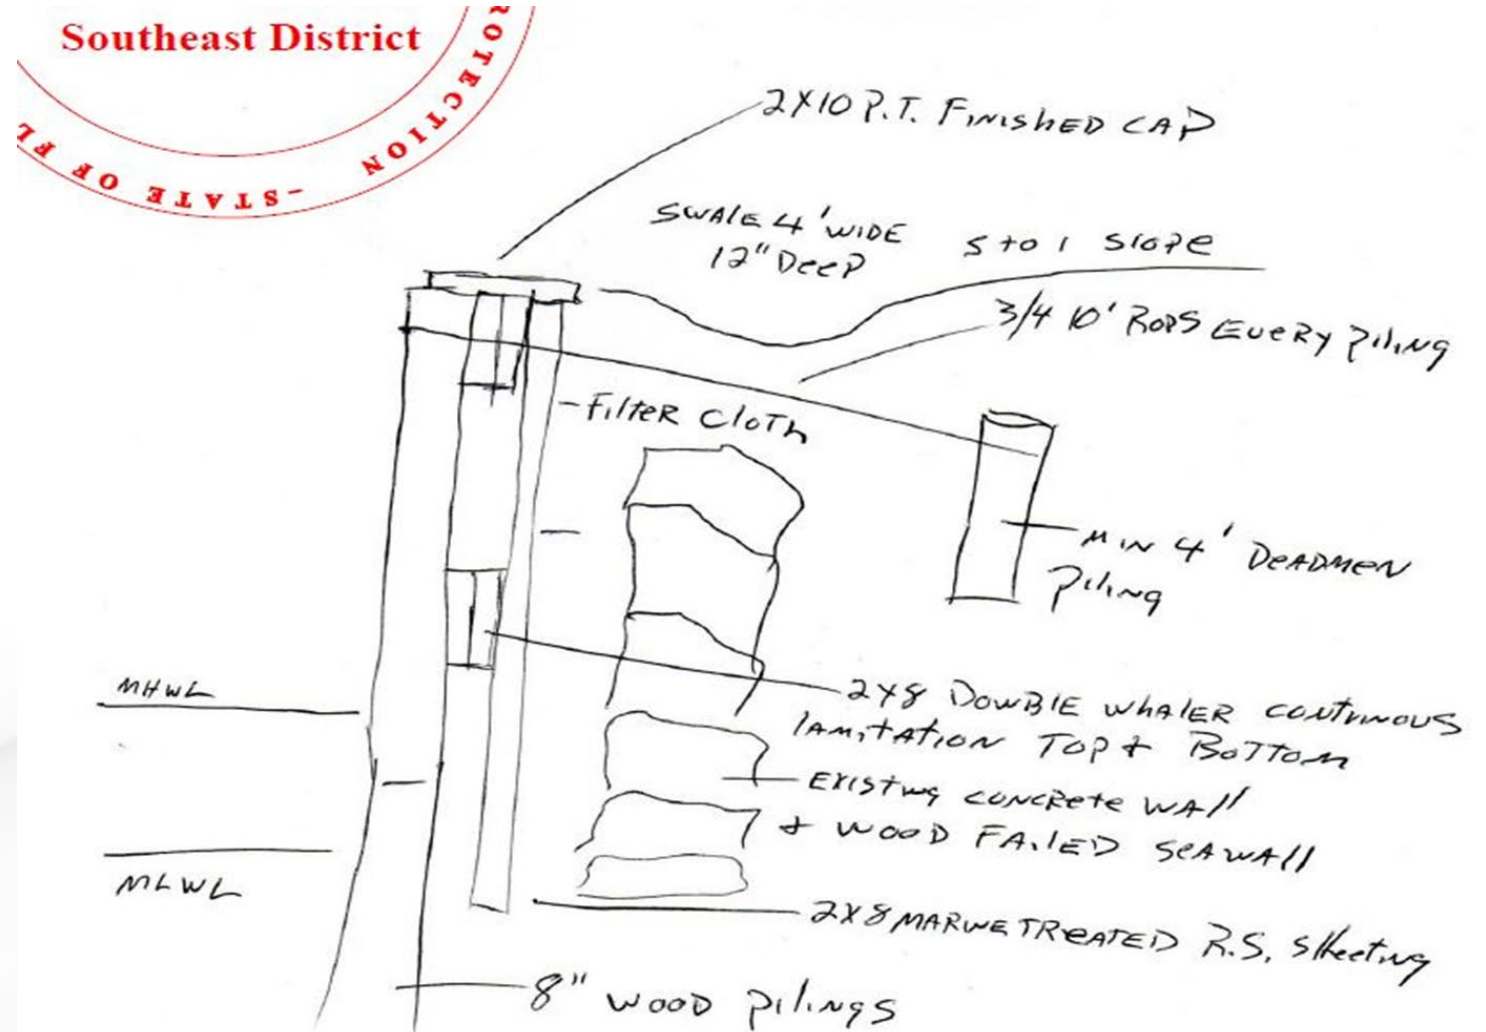 Southeast District
ROTECTION
-STATE OF FL
2X10 P.T. FINISHED CAP
SWALE 4' WIDE
12" DEEP
5 to 1 SLOPE
3/4 10' RODS EVERY PILING
-FILTER CLOTH
MIN 4' DEADMEN
PILING
MHWL
2X8 DOWBLE WHALER CONTINUOUS
LAMITATION TOP + BOTTOM
EXISTING CONCRETE WALL
+ WOOD FAILED SEAWALL
MLWL
2X8 MARINE TREATED R.S. SHEETING
8" WOOD PILINGS